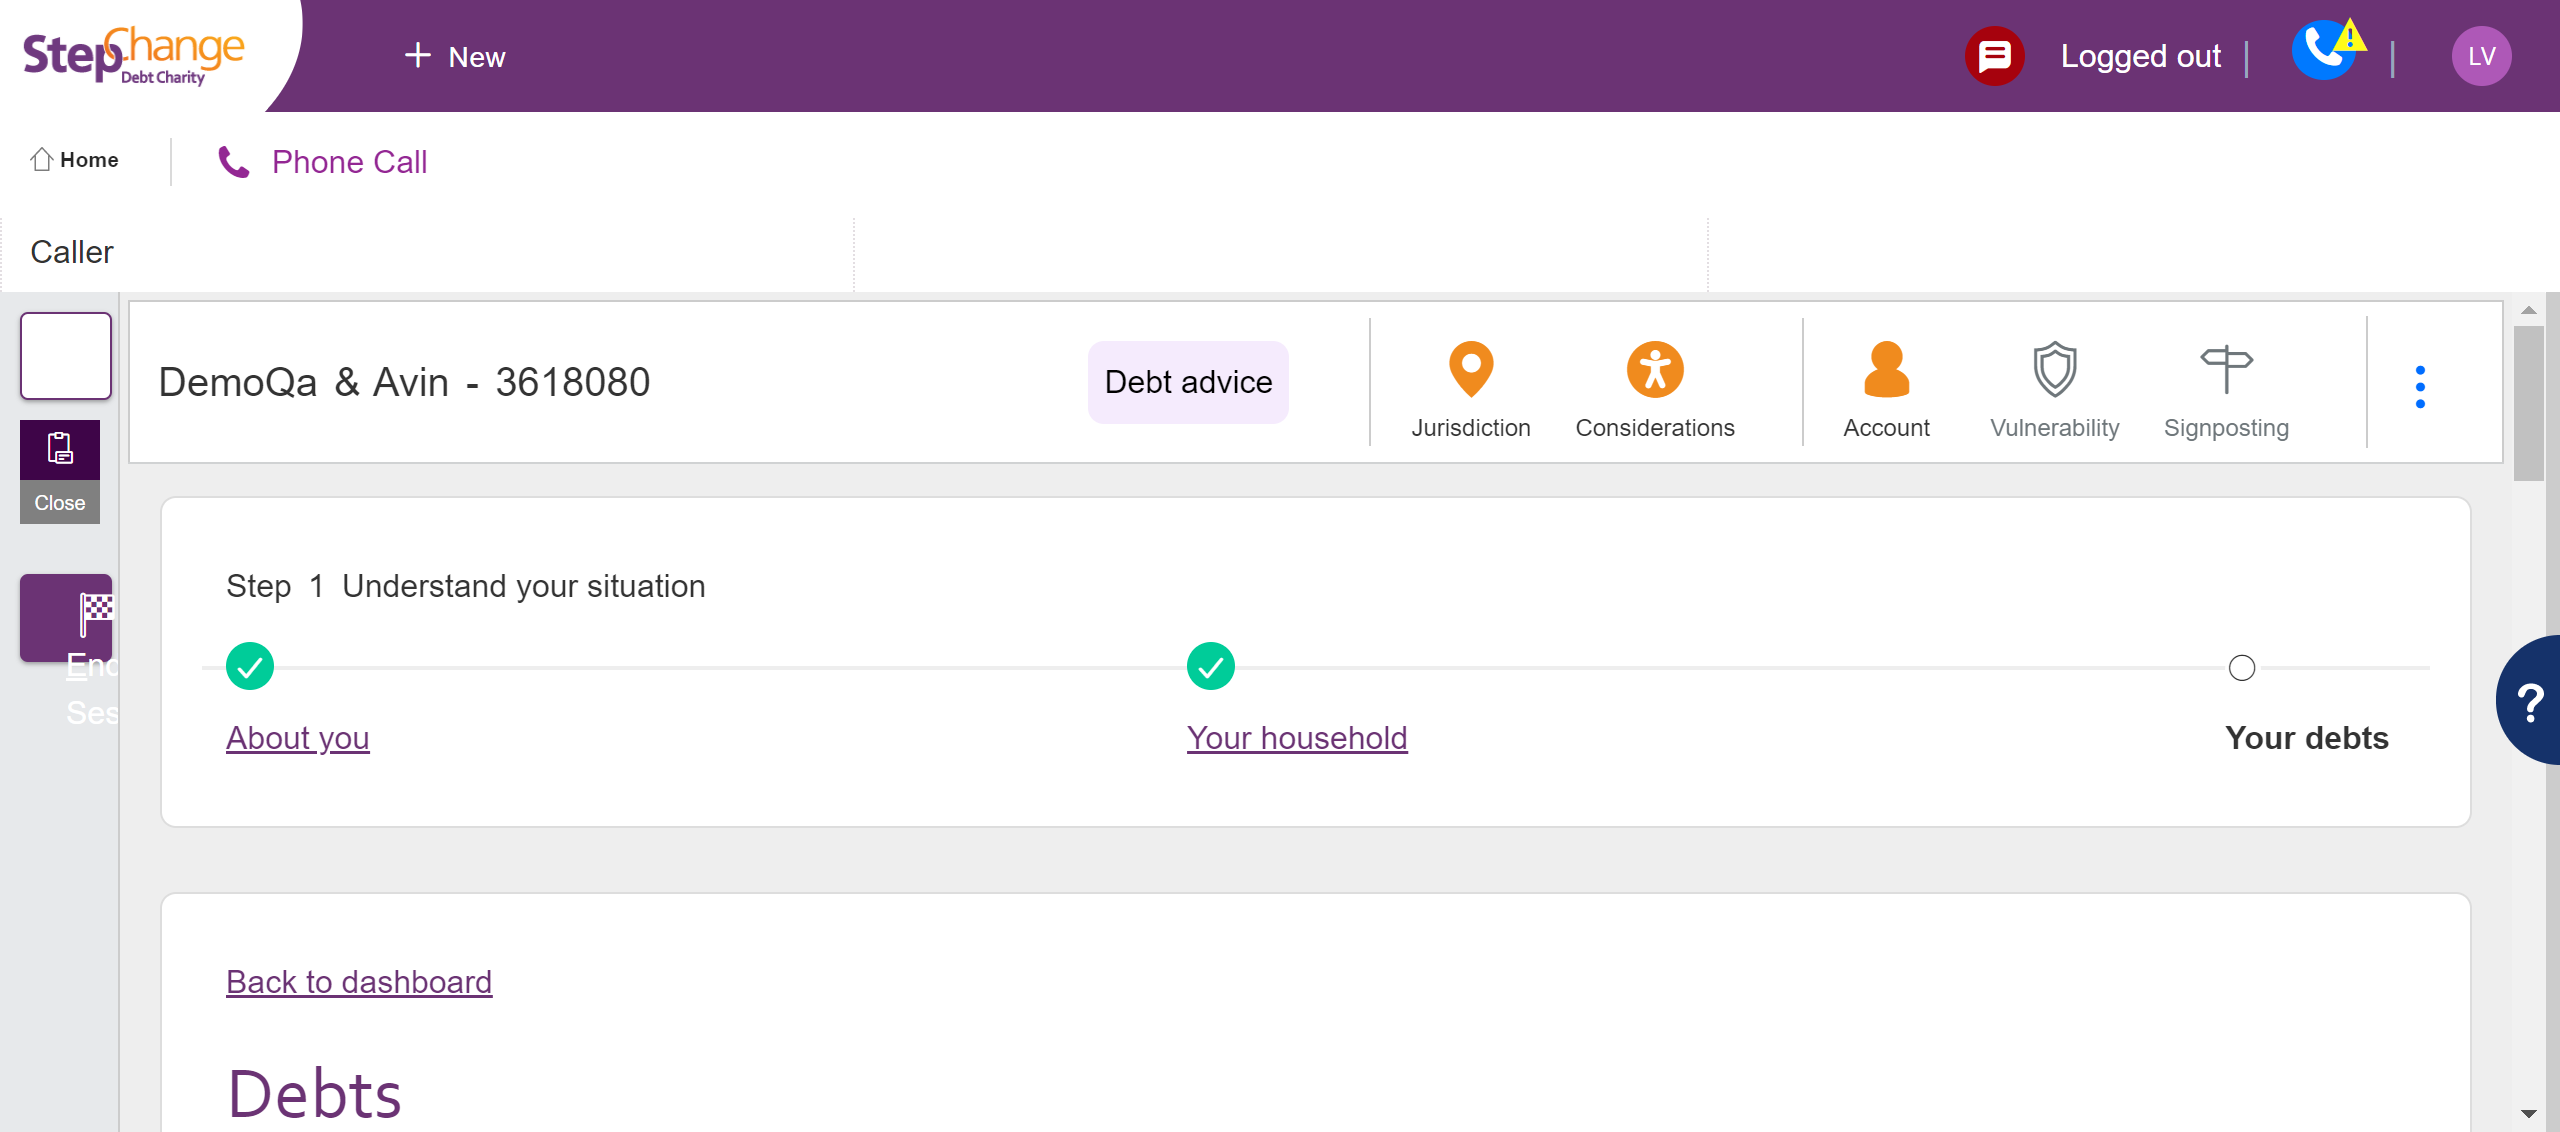 StepChange
Debt Charity
+ New
Logged out
LV
Home
Phone Call
Caller
DemoQa & Avin - 3618080
Debt advice
Jurisdiction
Considerations
Account
Vulnerability
Signposting
Close
End
Ses
Step 1 Understand your situation
About you
Your household
Your debts
?
Back to dashboard
Debts